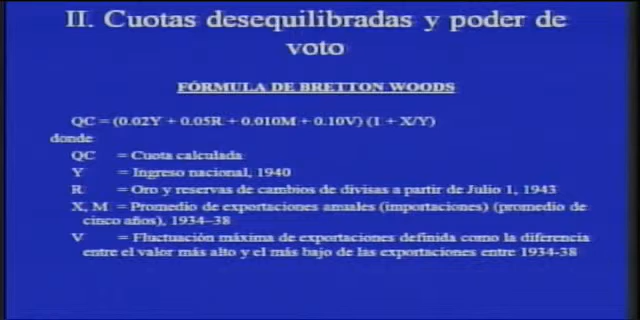 II. Cuotas desequilibradas y poder de
voto
FÓRMULA DE BRETTON WOODS
QC = (0.02Y + 0.05R + 0.010M + 0.10V) (1 + X/Y)
donde
QC = Cuota calculada
Y = Ingreso nacional, 1940
R = Oro y reservas de cambios de divisas a partir de Julio 1, 1943
X, M = Promedio de exportaciones anuales (importaciones) (promedio de
cinco años), 1934–38
V = Fluctuación máxima de exportaciones definida como la diferencia
entre el valor más alto y el más bajo de las exportaciones entre 1934-38